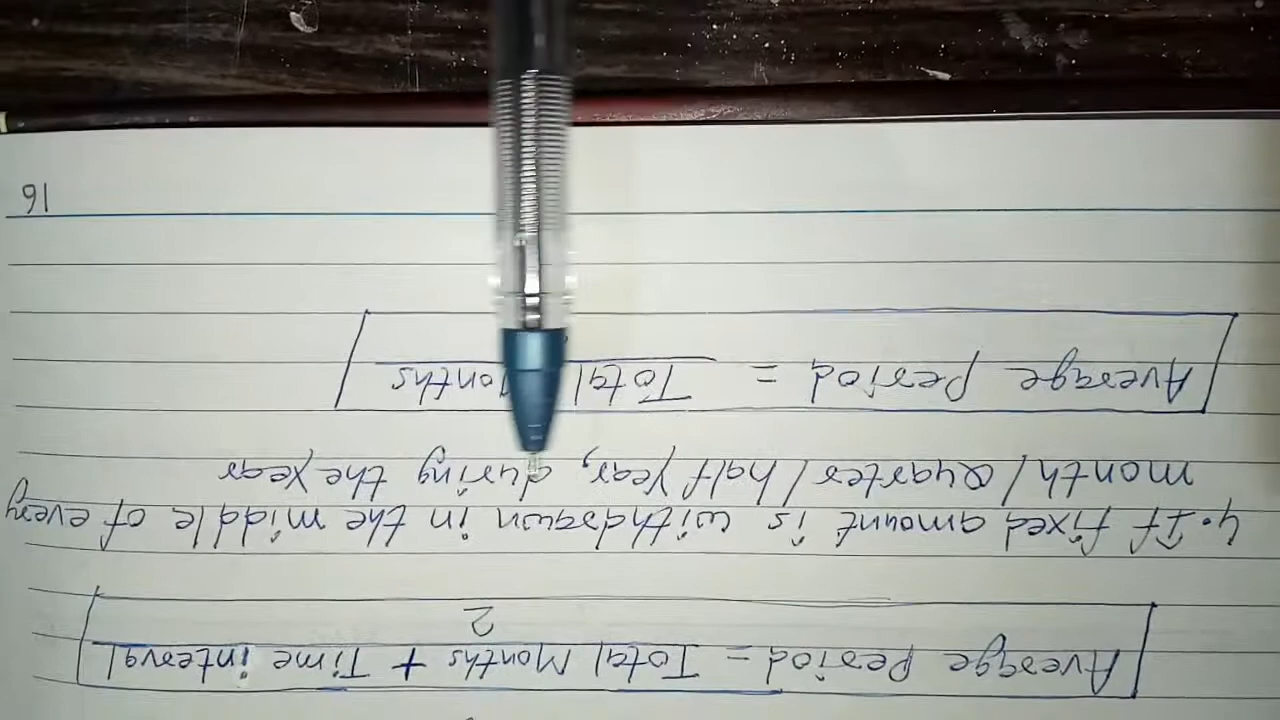 Average Period = Total Months + Time interval
2
4. If fixed amount is withdrawn in the middle of every
month/Quarter/half year, during the year
Average Period = Total Months
16